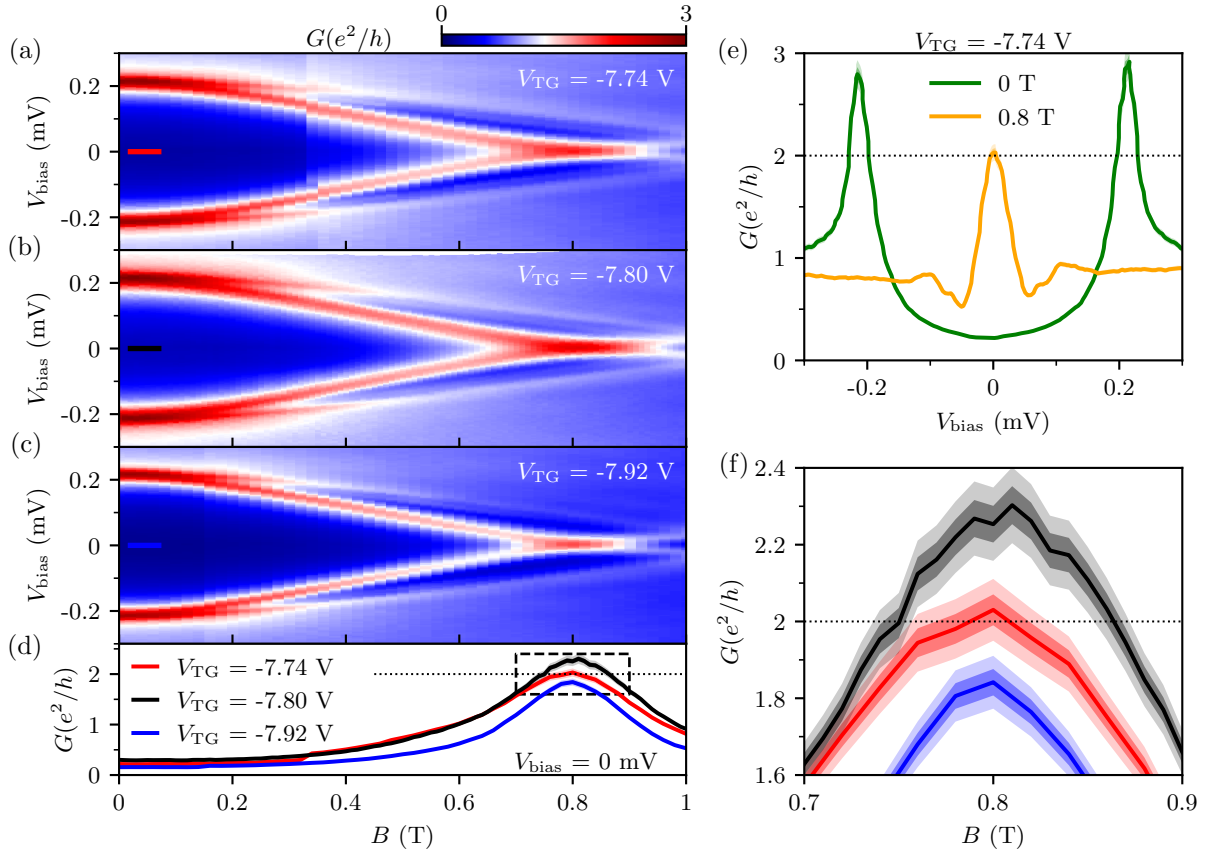 G(e²/h)
0 3
(a)
V_TG = -7.74 V
V_bias (mV)
0.2
0
-0.2
(b)
V_TG = -7.80 V
V_bias (mV)
0.2
0
-0.2
(c)
V_TG = -7.92 V
V_bias (mV)
0.2
0
-0.2
(d)
V_TG = -7.74 V
V_TG = -7.80 V
V_TG = -7.92 V
V_bias = 0 mV
G(e²/h)
2
1
0
0 0.2 0.4 0.6 0.8 1
B (T)
(e)
V_TG = -7.74 V
0 T
0.8 T
G(e²/h)
3
2
1
0
-0.2 0 0.2
V_bias (mV)
(f)
G(e²/h)
2.4
2.2
2
1.8
1.6
0.7 0.8 0.9
B (T)